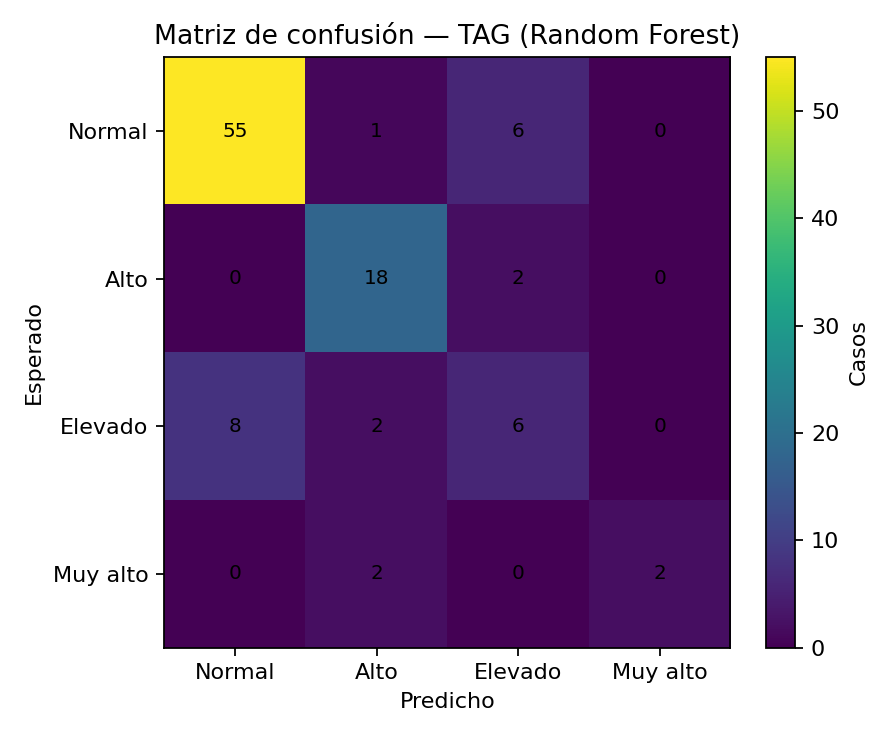 Matriz de confusión — TAG (Random Forest)
Normal 55 1 6 0
Alto 0 18 2 0
Elevado 8 2 6 0
Muy alto 0 2 0 2
Normal Alto Elevado Muy alto
Predicho
Esperado
50
40
30
20
10
0
Casos